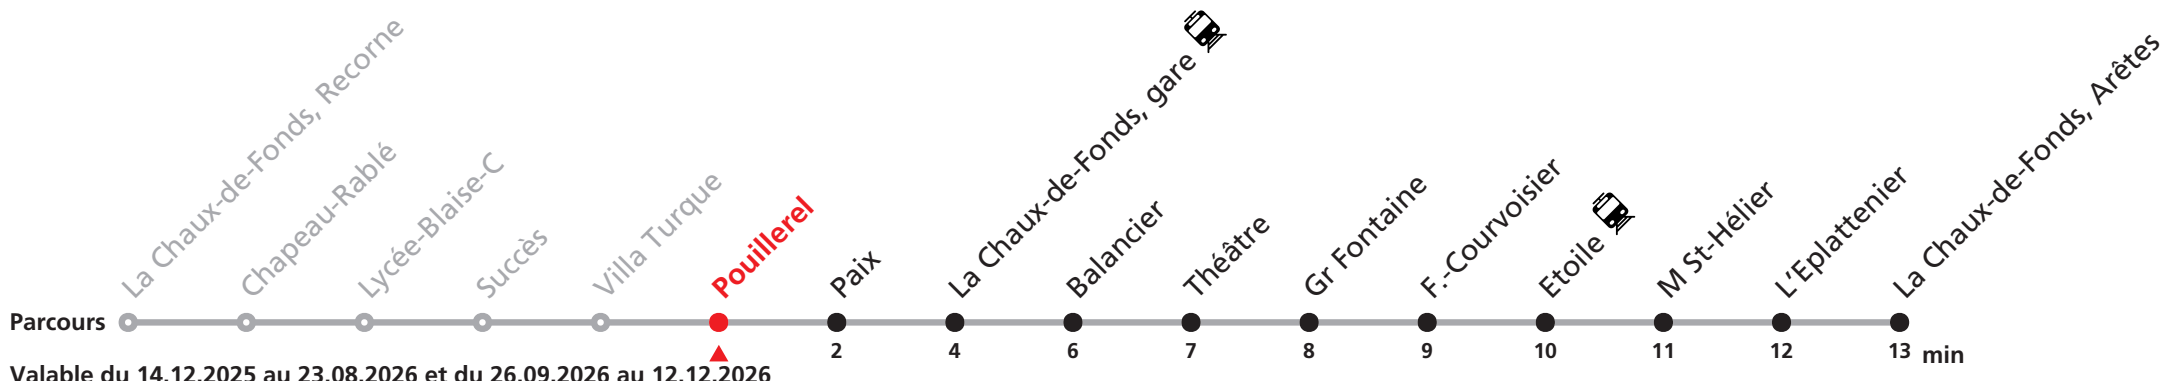 La Chaux-de-Fonds, Recorne
Chapeau-Rablé
Lycée-Blaise-C
Succès
Villa Turque
Pouillerel
Paix
La Chaux-de-Fonds, gare
Balancier
Théâtre
Gr Fontaine
F.-Courvoisier
Etoile
M St-Hélier
L'Eplattenier
La Chaux-de-Fonds, Arêtes
Parcours
2 4 6 7 8 9 10 11 12 13 min
Valable du 14.12.2025 au 23.08.2026 et du 26.09.2026 au 12.12.2026